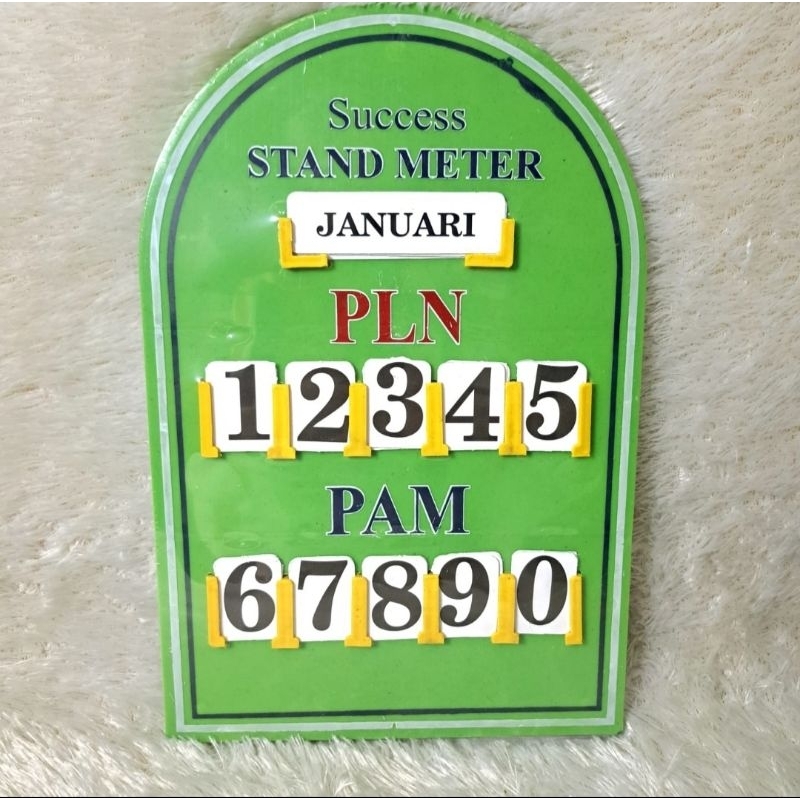 Success
STAND METER
JANUARI
PLN
12345
PAM
67890